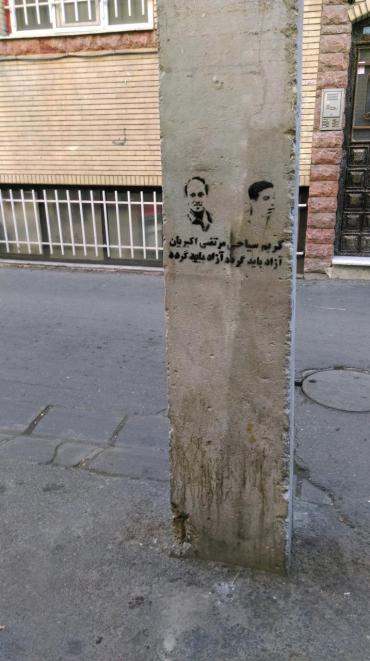 کریم سیاحی مرتضی اکبریان
آزاد باید گردد آزاد باید گردد